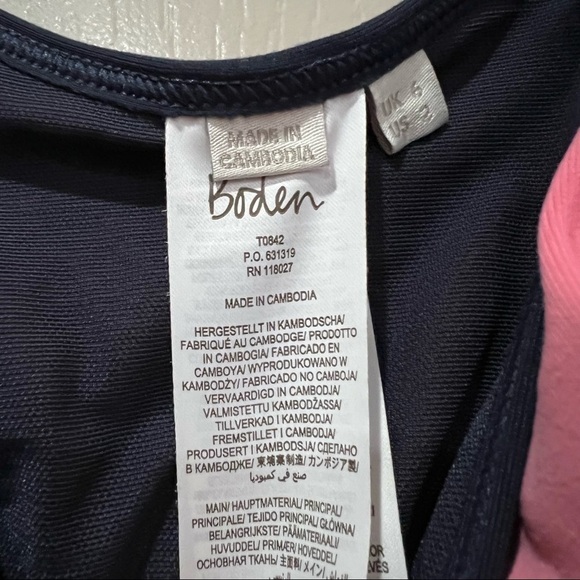 MADE IN
CAMBODIA
UK 6
US 2
Boden
T0842
P.O. 631319
RN 118027
MADE IN CAMBODIA
HERGESTELLT IN KAMBODSCHA/
FABRIQUÉ AU CAMBODGE/ PRODOTTO
IN CAMBOGIA/ FABRICADO EN
CAMBOYA/ WYPRODUKOWANO W
KAMBODŻY/ FABRICADO NO CAMBOJA/
VERVAARDIGD IN CAMBODJA/
VALMISTETTU KAMBODŽASSA/
TILLVERKAD I CAMBODJA/
FREMSTILLET I CAMBODJA/
PRODUSERT I KAMBODSJA/ СДЕЛАНО
В КАМБОДЖЕ/ 柬埔寨制造/ カンボジア製/
صنع في كمبوديا
MAIN/ HAUPTMATERIAL/ PRINCIPAL/
PRINCIPALE/ TEJIDO PRINCIPAL/ GŁÓWNA/
BELANGRIJKSTE/ PÄÄMATERIAALI/
HUVUDDEL/ PRIMÆR/ HOVEDDEL/
ОСНОВНАЯ ТКАНЬ/ 主面料/ メイン/